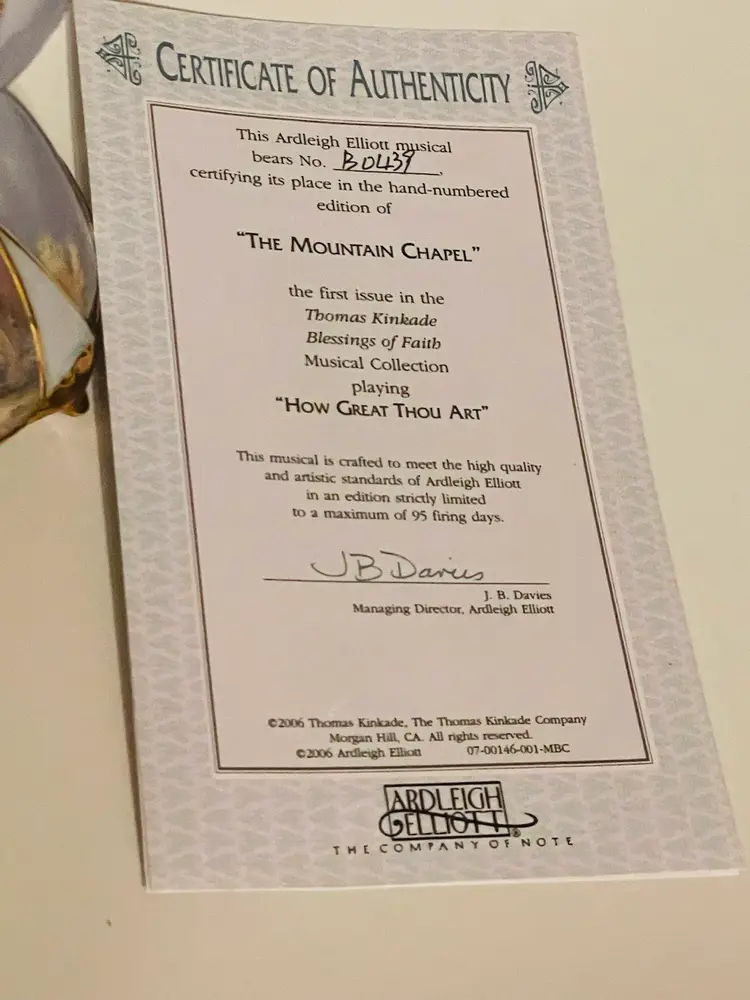 CERTIFICATE OF AUTHENTICITY
This Ardleigh Elliott musical
bears No. B0439,
certifying its place in the hand-numbered
edition of
"THE MOUNTAIN CHAPEL"
the first issue in the
Thomas Kinkade
Blessings of Faith
Musical Collection
playing
"HOW GREAT THOU ART"
This musical is crafted to meet the high quality
and artistic standards of Ardleigh Elliott
in an edition strictly limited
to a maximum of 95 firing days.
JB Davies
J. B. Davies
Managing Director, Ardleigh Elliott
©2006 Thomas Kinkade, The Thomas Kinkade Company
Morgan Hill, CA. All rights reserved.
©2006 Ardleigh Elliott 07-00146-001-MBC
ARDLEIGH
ELLIOTT®
THE COMPANY OF NOTE